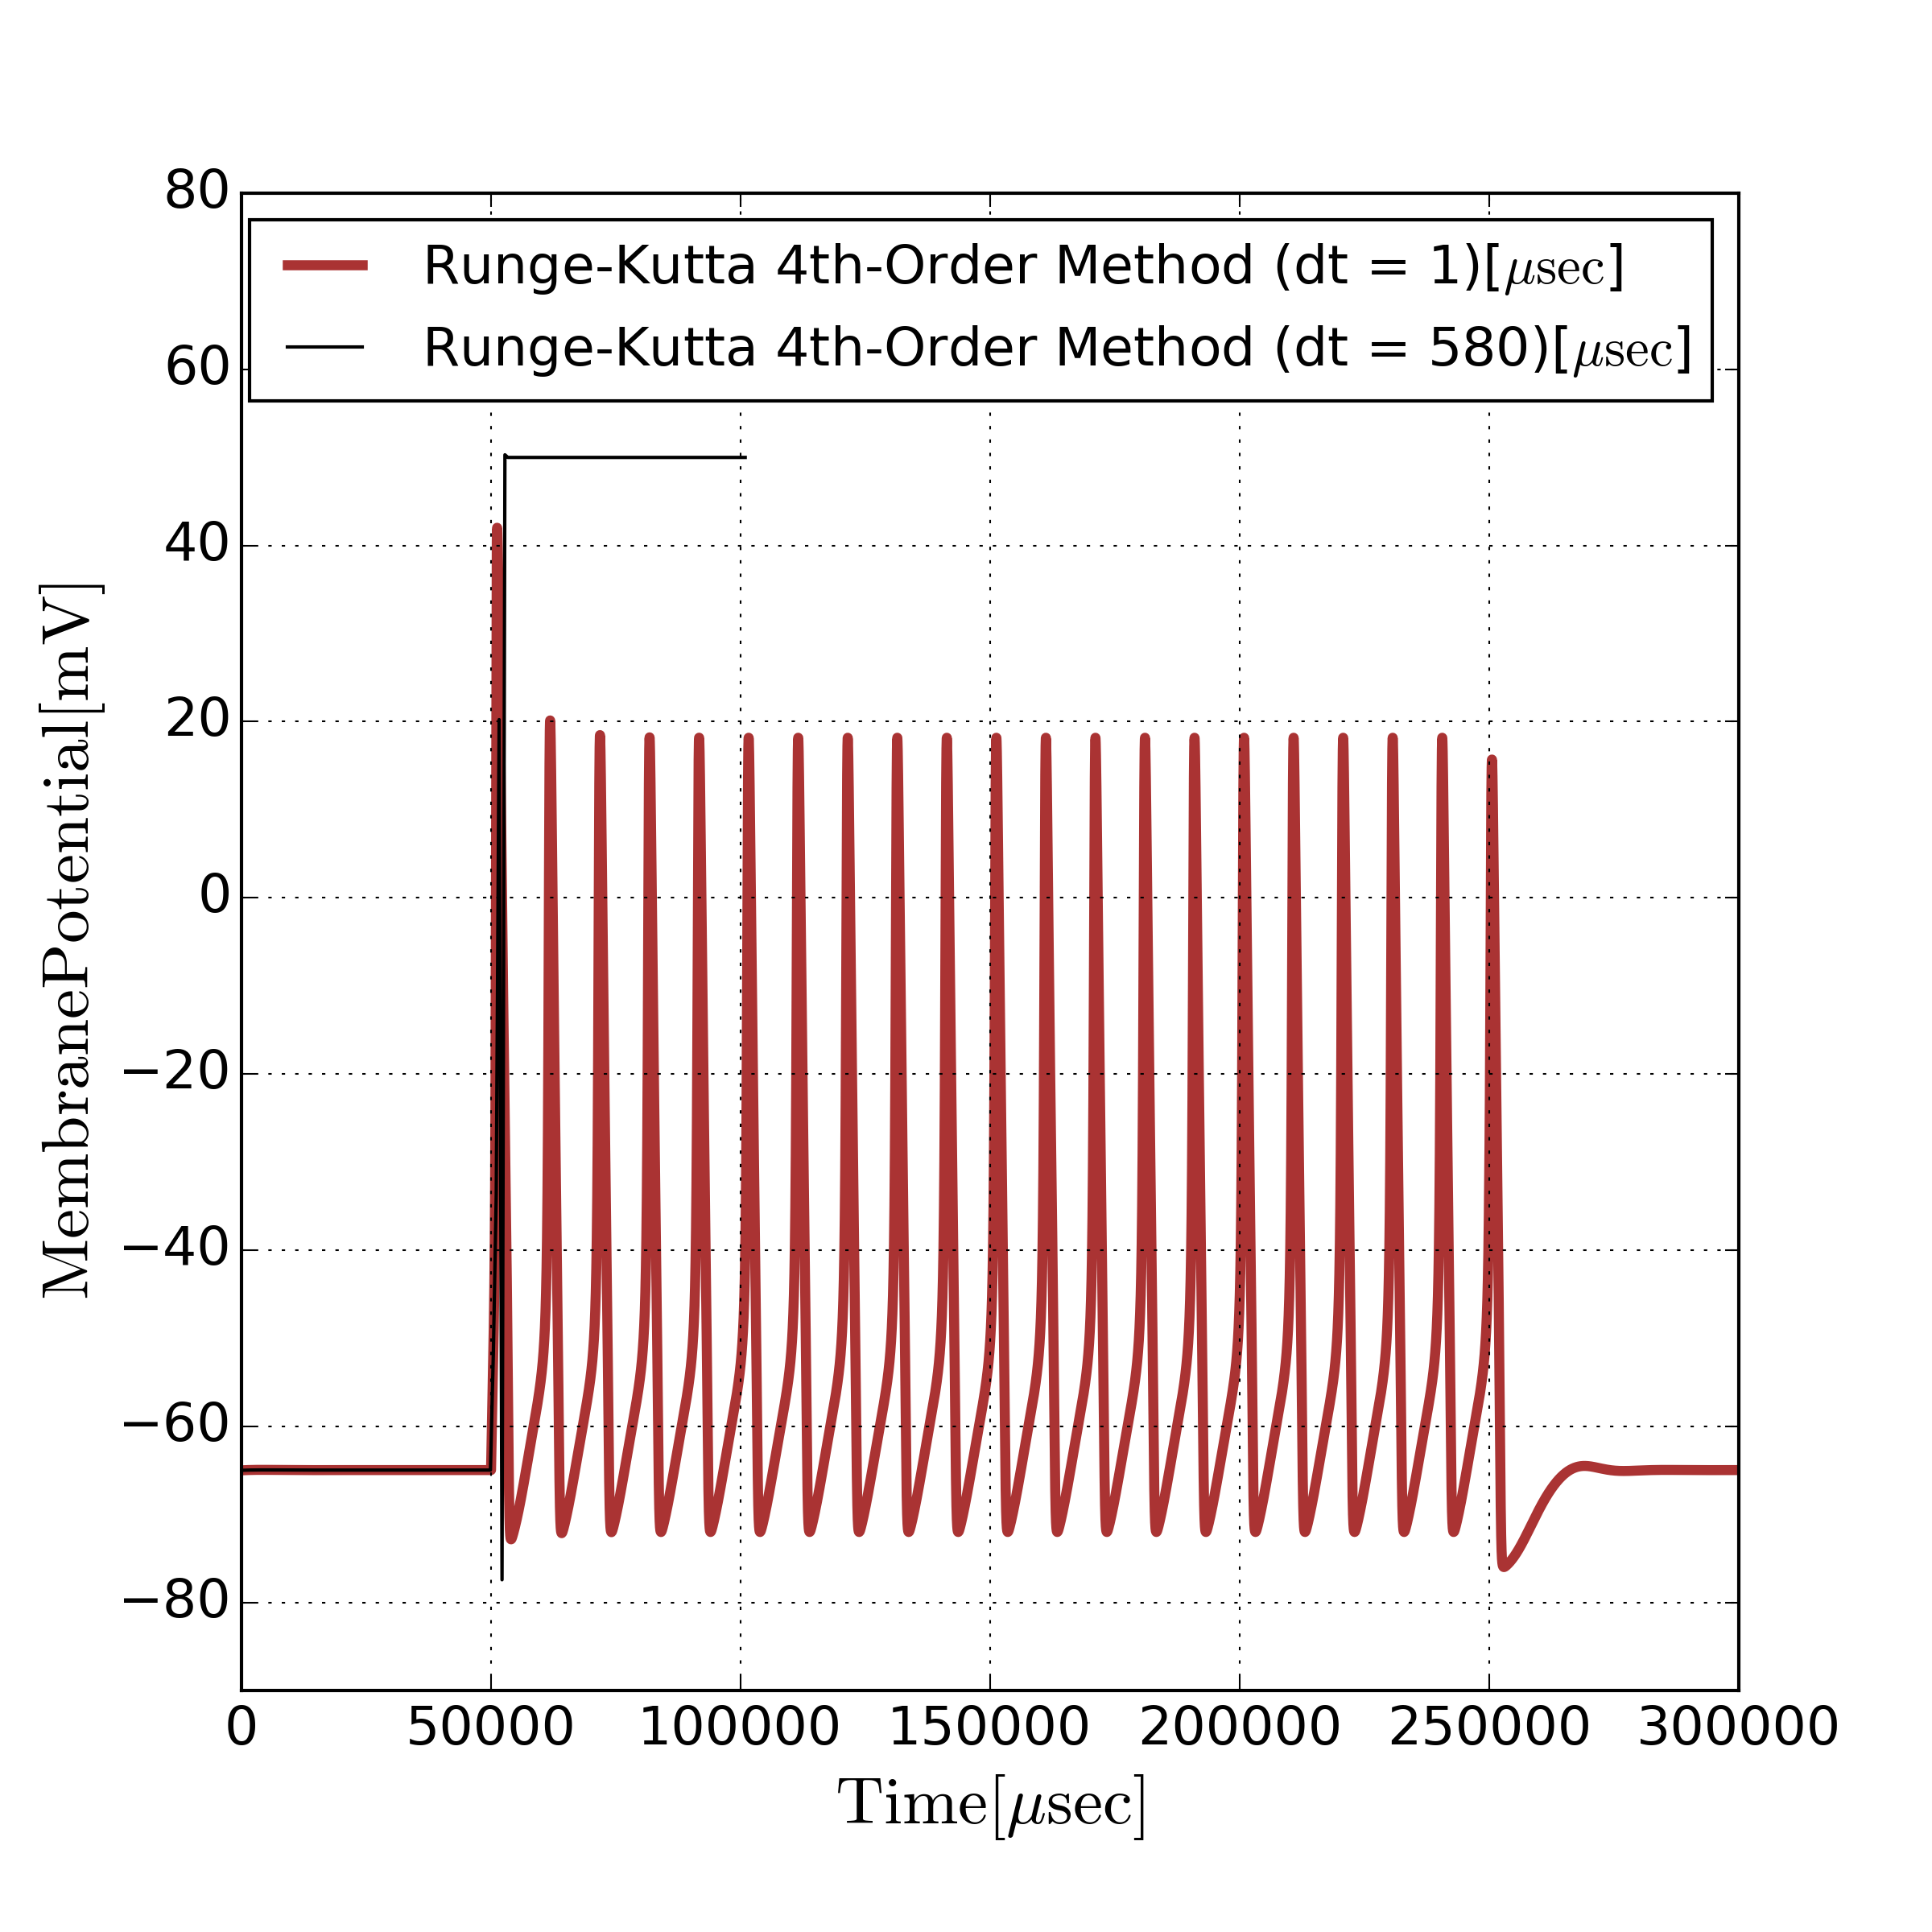 80
60
40
20
0
−20
−40
−60
−80
Runge-Kutta 4th-Order Method (dt = 1)[μsec]
Runge-Kutta 4th-Order Method (dt = 580)[μsec]
MembranePotential[mV]
0 50000 100000 150000 200000 250000 300000
Time[μsec]